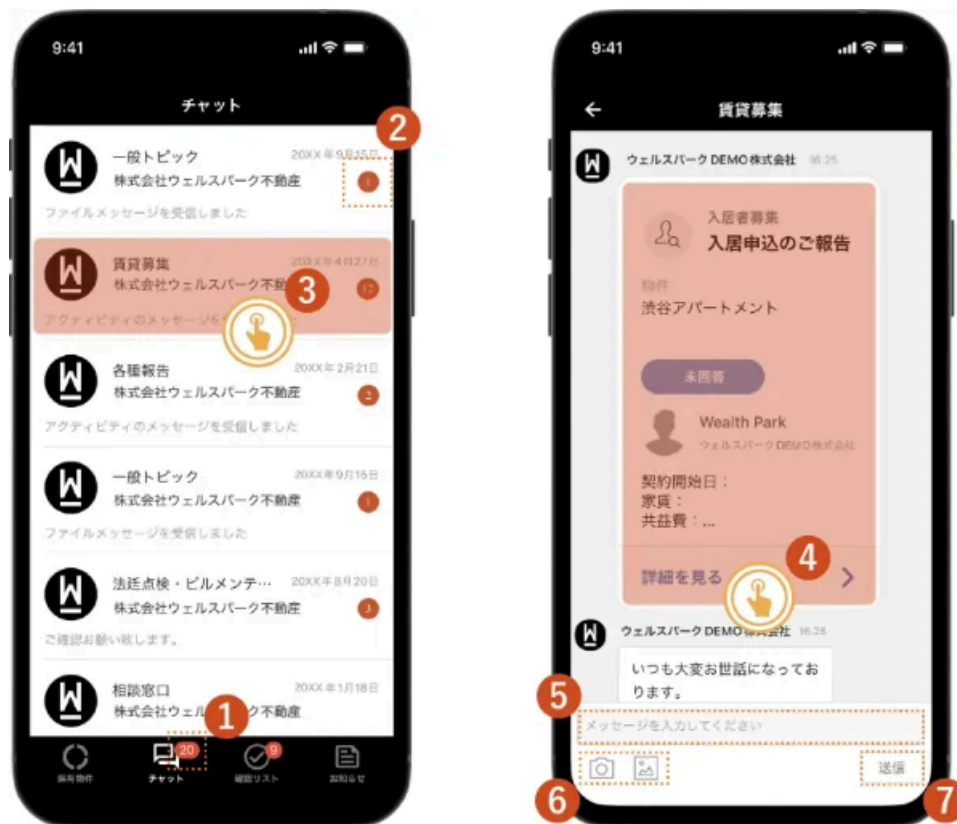 9:41
チャット
2
一般トピック
20XX年9月15日
株式会社ウェルスパーク不動産
1
ファイルメッセージを受信しました
賃貸募集
20XX年4月27日
株式会社ウェルスパーク不動
3
12
アクティビティのメッセージを
た
各種報告
20XX年2月21日
株式会社ウェルスパーク不動産
2
アクティビティのメッセージを受信しました
一般トピック
20XX年9月15日
株式会社ウェルスパーク不動産
1
ファイルメッセージを受信しました
法廷点検・ビルメンテ…
20XX年8月20日
株式会社ウェルスパーク不動産
3
ご確認お願い致します。
相談窓口
20XX年1月18日
株式会社ウェル
ク不動産
1
20
9
保有物件
チャット
確認リスト
お知らせ
9:41
賃貸募集
ウェルスパーク DEMO 株式会社 16:25
入居者募集
入居申込のご報告
物件
渋谷アパートメント
未回答
Wealth Park
ウェルスパーク DEMO 株式会社
契約開始日：
家賃：
共益費：...
4
詳細を見る
ウェルスパーク DEMO 株式会社 16:26
いつも大変お世話になってお
ります。
5
メッセージを入力してください
6
送信
7